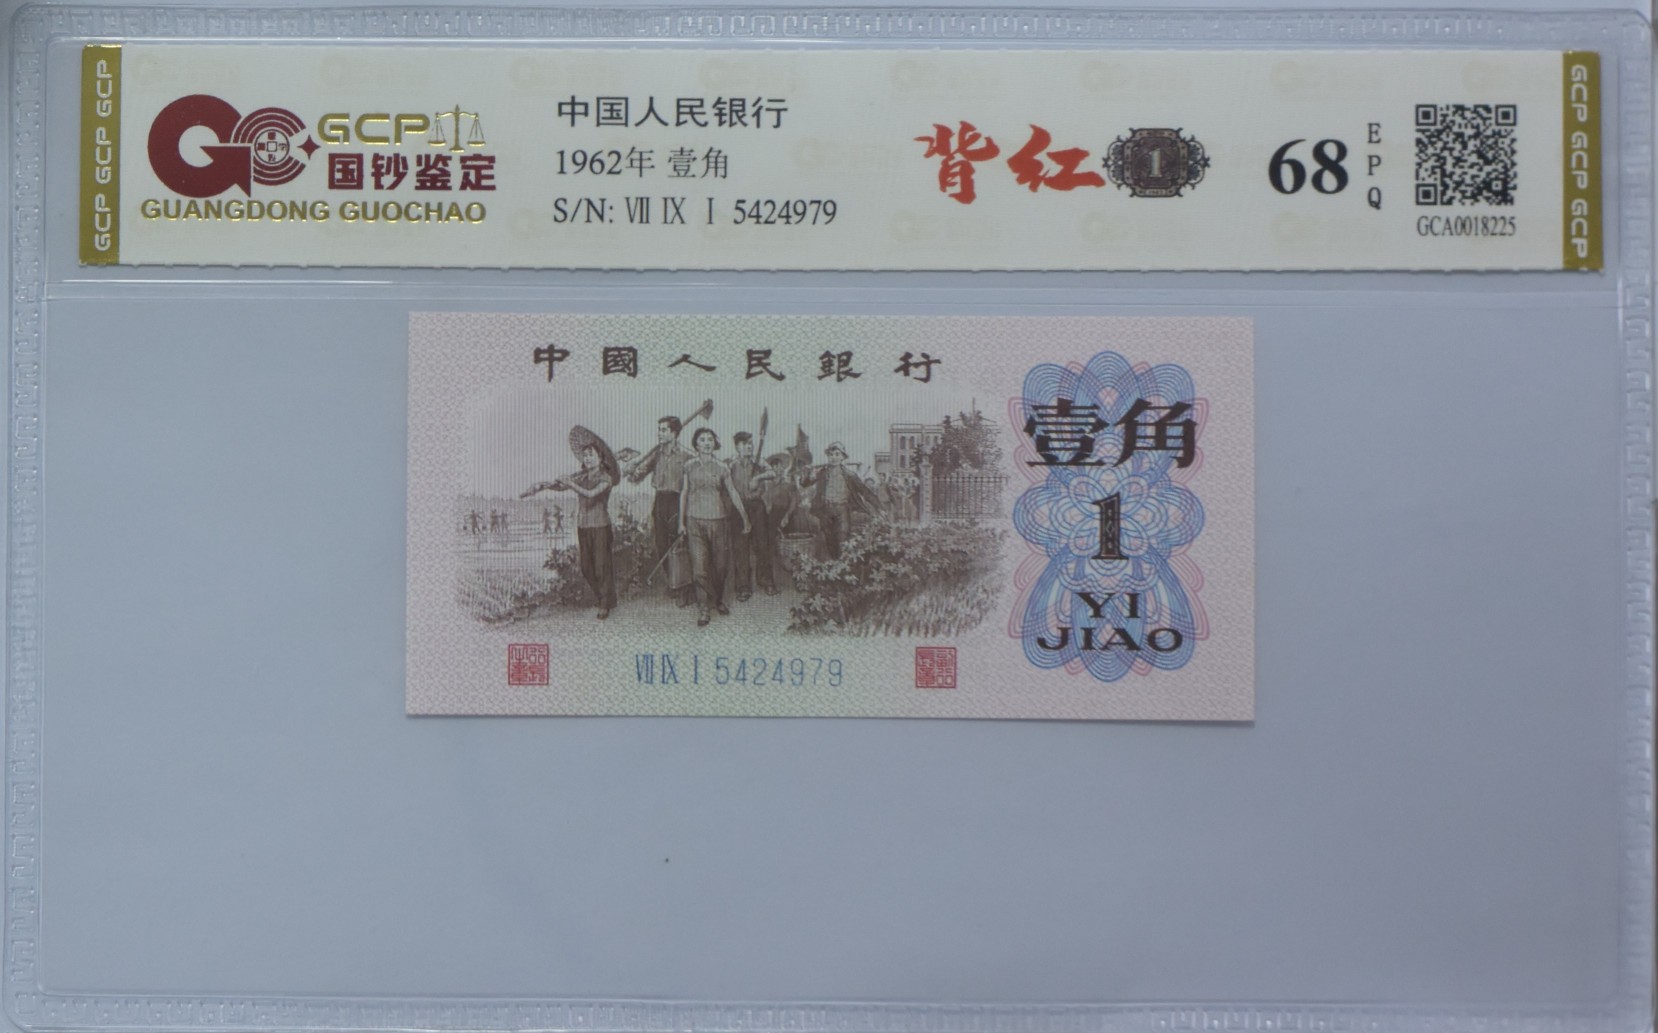 GCP GCP GCP
GCP
国钞鉴定
GUANGDONG GUOCHAO
中国人民银行
1962年 壹角
S/N: Ⅶ Ⅸ Ⅰ 5424979
背红
1
68
EPQ
GCA0018225
GCP GCP GCP
中國人民銀行
壹角
1
YI
JIAO
Ⅶ Ⅸ Ⅰ 5424979